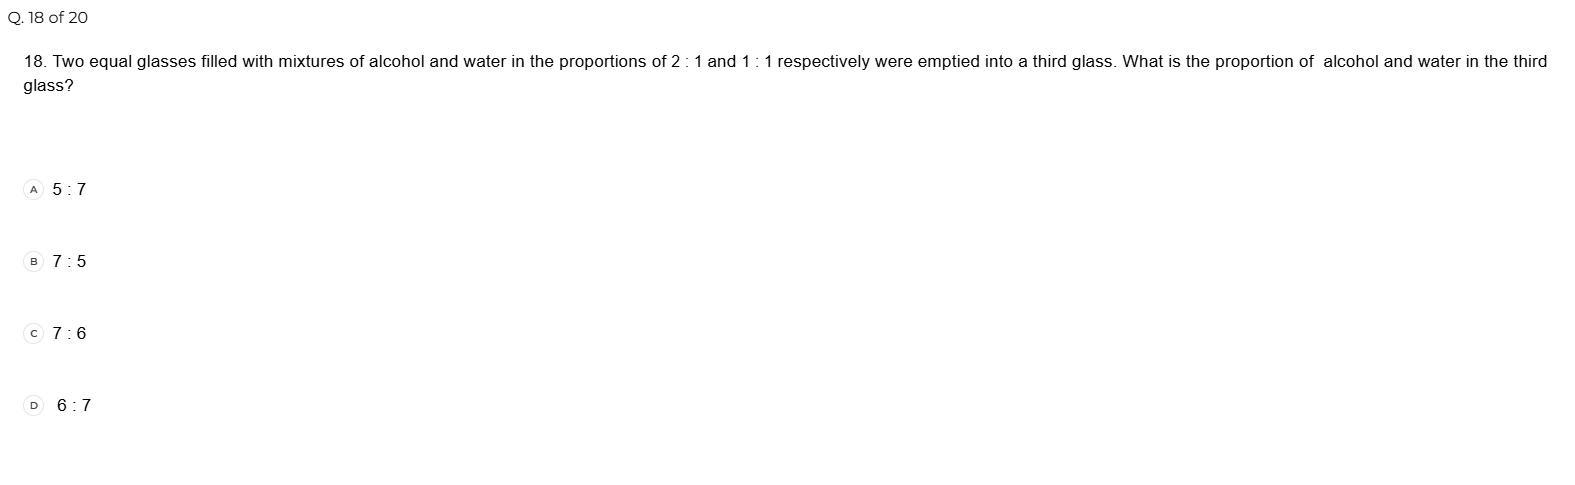 Q. 18 of 20
18. Two equal glasses filled with mixtures of alcohol and water in the proportions of 2 : 1 and 1 : 1 respectively were emptied into a third glass. What is the proportion of  alcohol and water in the third
glass?
A 5 : 7
B 7 : 5
C 7 : 6
D 6 : 7